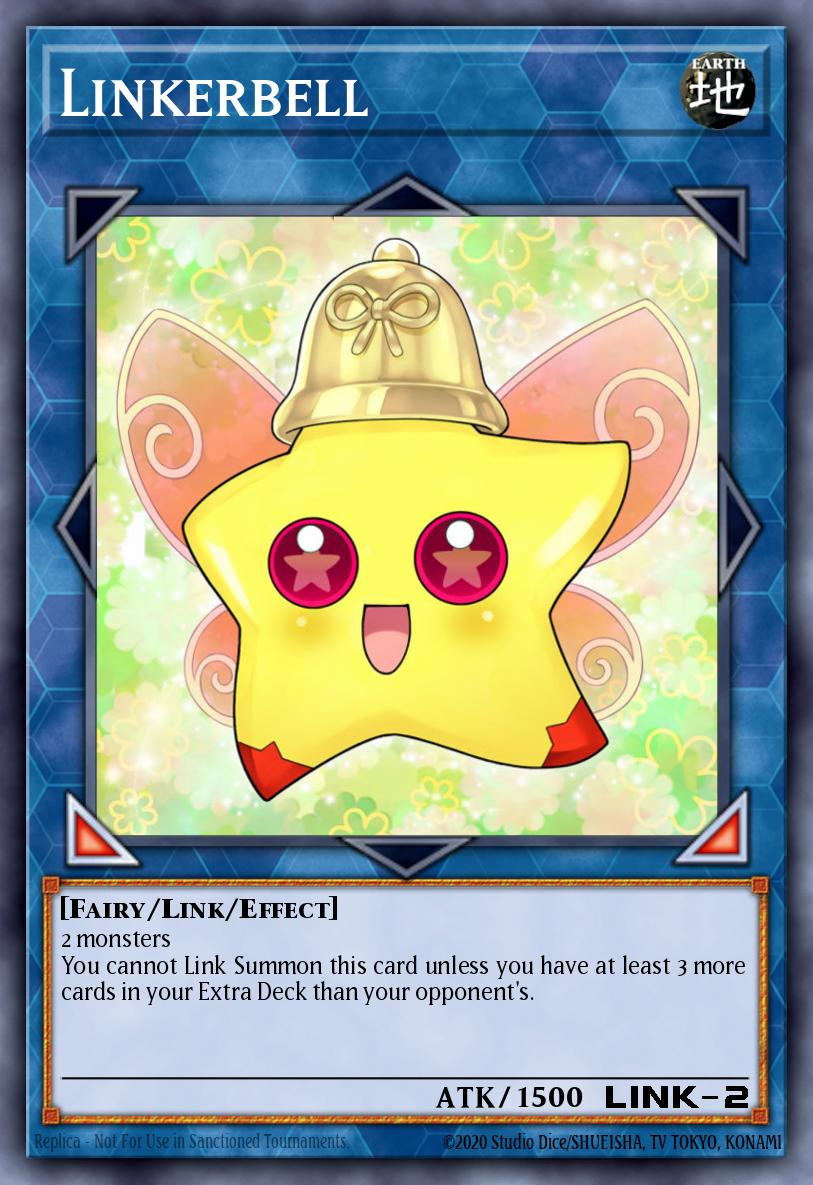 Linkerbell
EARTH
地
[Fairy/Link/Effect]
2 monsters
You cannot Link Summon this card unless you have at least 3 more
cards in your Extra Deck than your opponent's.
ATK/1500 LINK-2
Replica - Not For Use in Sanctioned Tournaments.
©2020 Studio Dice/SHUEISHA, TV TOKYO, KONAMI